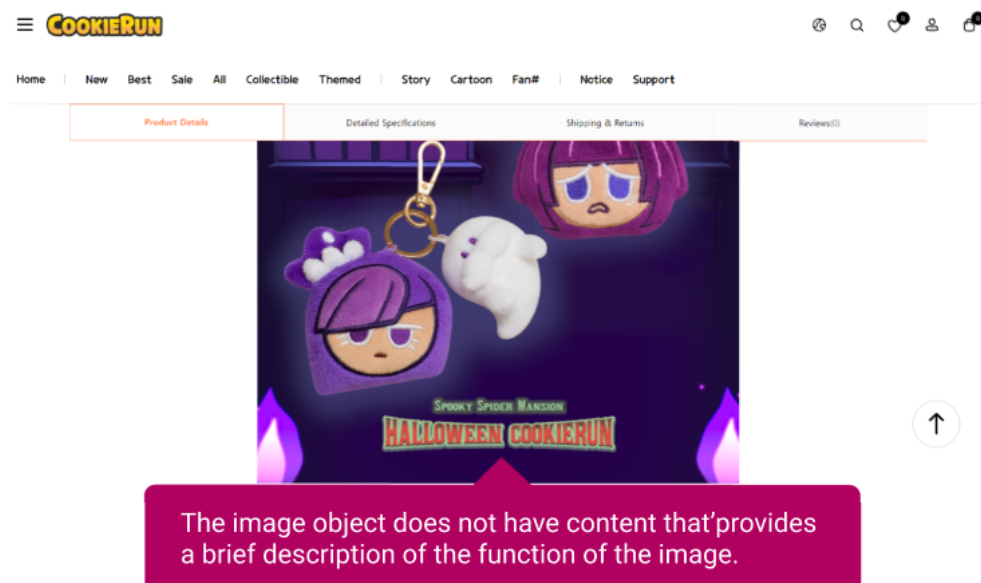 COOKIERUN
0
0
Home New Best Sale All Collectible Themed Story Cartoon Fan# Notice Support
Product Details Detailed Specifications Shipping & Returns Reviews(0)
SPOOKY SPIDER MANSION
HALLOWEEN COOKIERUN
The image object does not have content that'provides
a brief description of the function of the image.